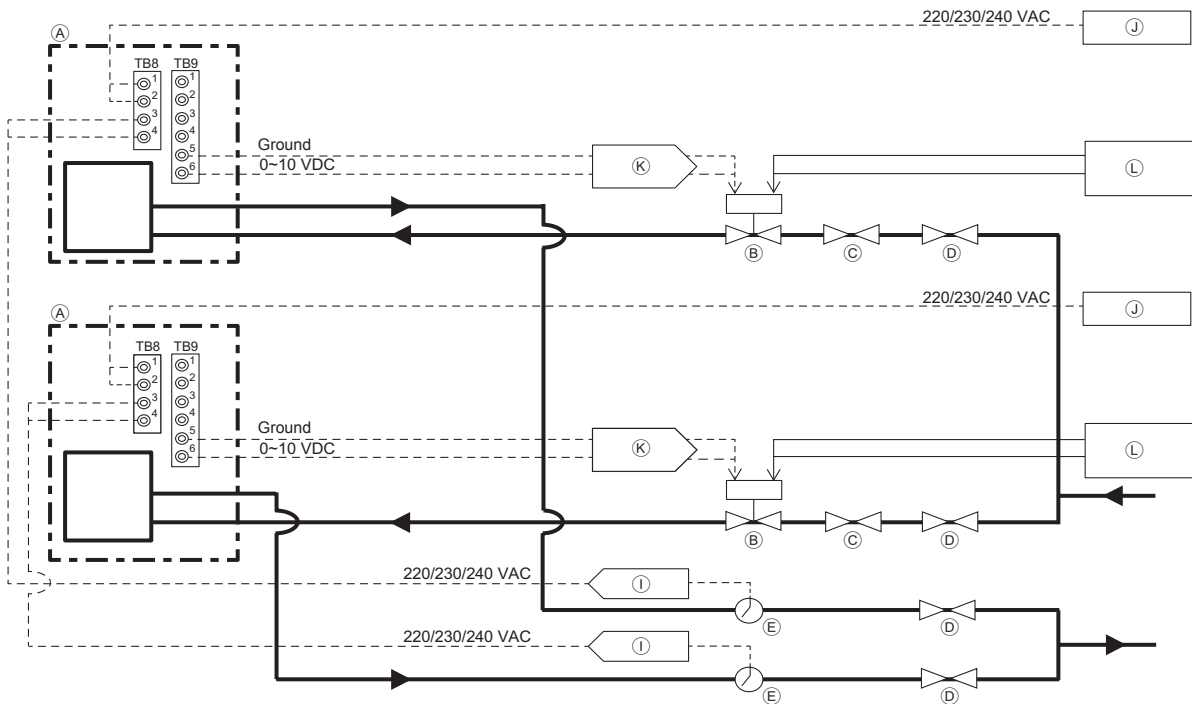 220/230/240 VAC
Ⓙ
Ⓐ
TB8 TB9
1 1
2 2
3 3
4 4
5
6
Ground
0~10 VDC
Ⓚ
Ⓛ
Ⓑ Ⓒ Ⓓ
220/230/240 VAC
Ⓙ
Ⓐ
TB8 TB9
1 1
2 2
3 3
4 4
5
6
Ground
0~10 VDC
Ⓚ
Ⓛ
Ⓑ Ⓒ Ⓓ
220/230/240 VAC
Ⓘ
Ⓔ Ⓓ
220/230/240 VAC
Ⓘ
Ⓔ Ⓓ